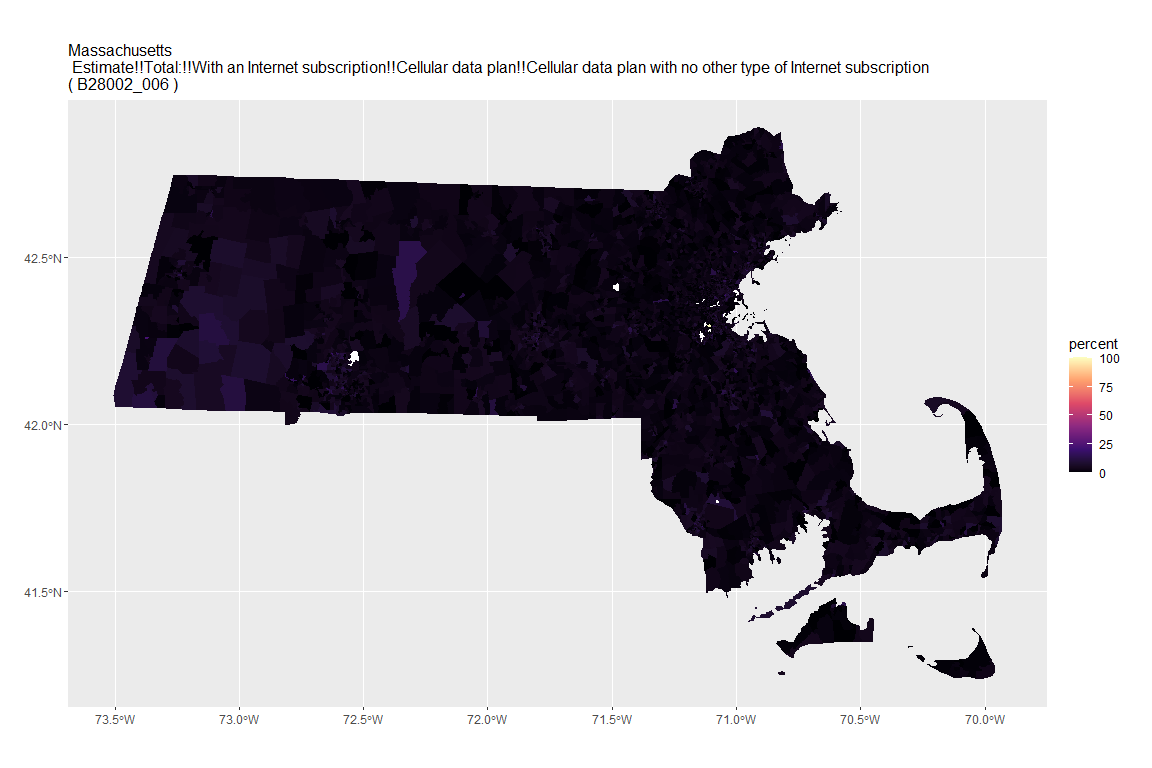 Massachusetts
Estimate!!Total:!!With an Internet subscription!!Cellular data plan!!Cellular data plan with no other type of Internet subscription
( B28002_006 )
42.5°N
42.0°N
41.5°N
73.5°W
73.0°W
72.5°W
72.0°W
71.5°W
71.0°W
70.5°W
70.0°W
percent
100
75
50
25
0